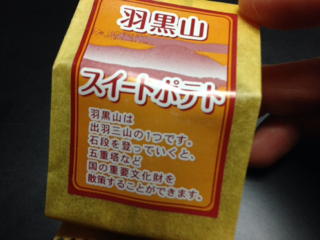 羽黒山
スイートポテト
羽黒山は
出羽三山の1つです。
石段を登っていくと、
五重塔など
国の重要文化財を
散策することができます。